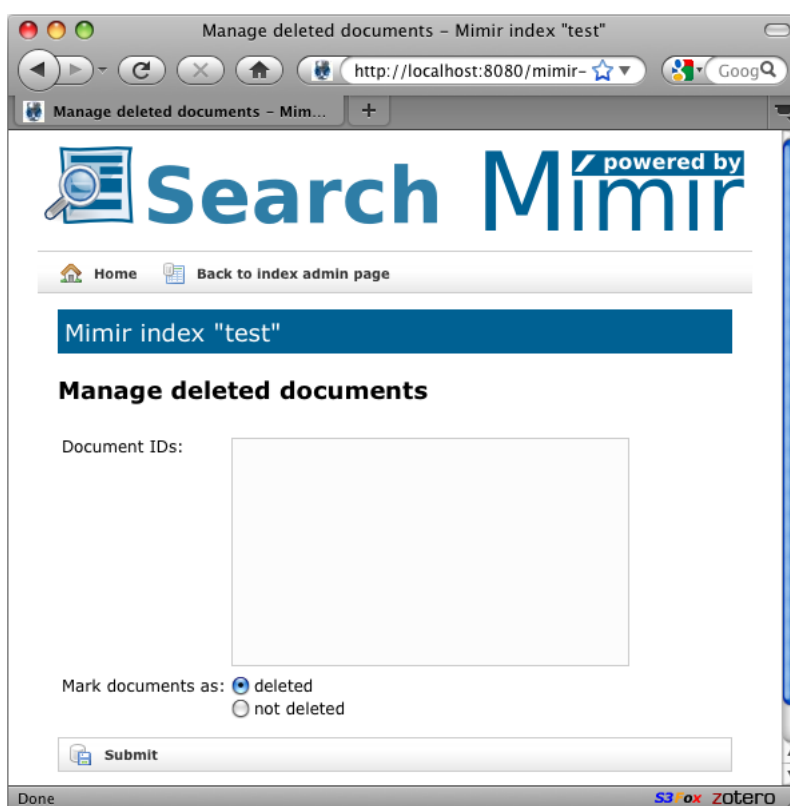 Manage deleted documents – Mimir index "test"
http://localhost:8080/mimir-
Goog
Manage deleted documents – Mim...
+
Search
powered by
Mímir
Home
Back to index admin page
Mimir index "test"
Manage deleted documents
Document IDs:
Mark documents as:
deleted
not deleted
Submit
Done
S3Fox zotero